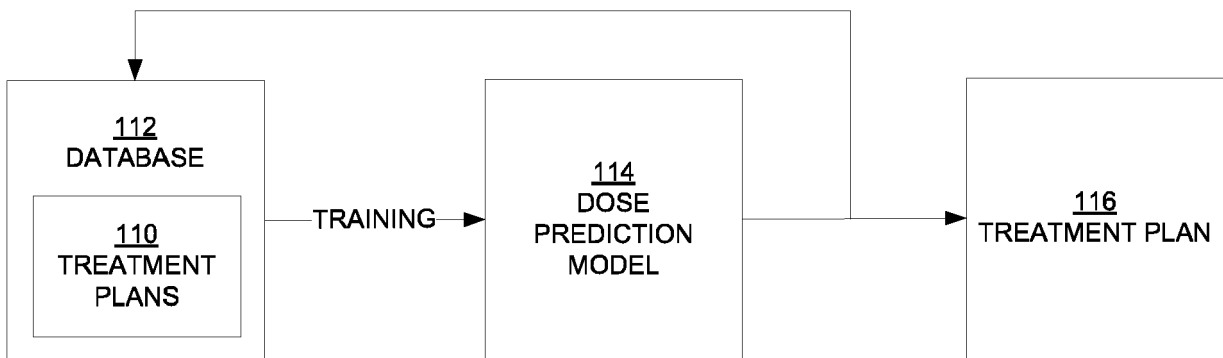 112
DATABASE
110
TREATMENT
PLANS
TRAINING
114
DOSE
PREDICTION
MODEL
116
TREATMENT PLAN